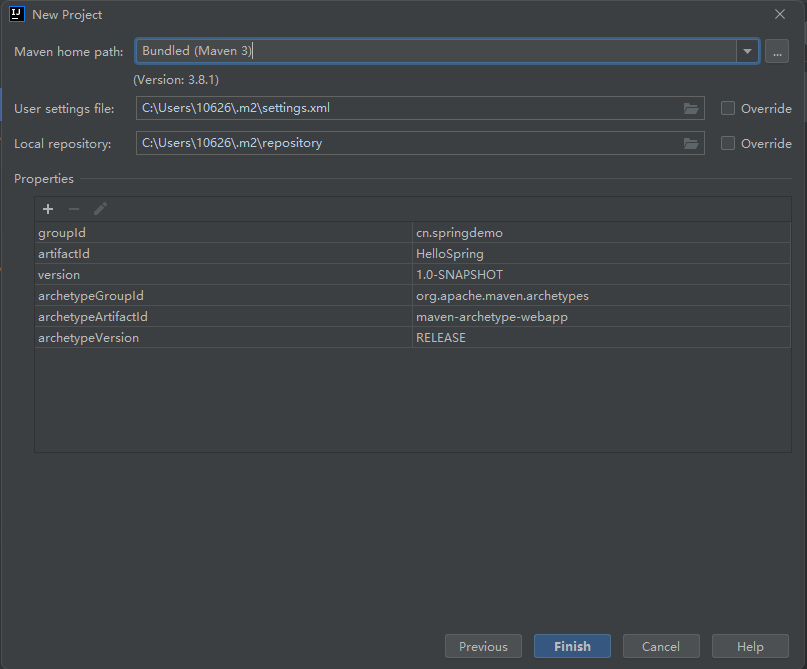 New Project
Maven home path: Bundled (Maven 3) ...
(Version: 3.8.1)
User settings file: C:\Users\10626\.m2\settings.xml Override
Local repository: C:\Users\10626\.m2\repository Override
Properties
groupId cn.springdemo
artifactId HelloSpring
version 1.0-SNAPSHOT
archetypeGroupId org.apache.maven.archetypes
archetypeArtifactId maven-archetype-webapp
archetypeVersion RELEASE
Previous Finish Cancel Help